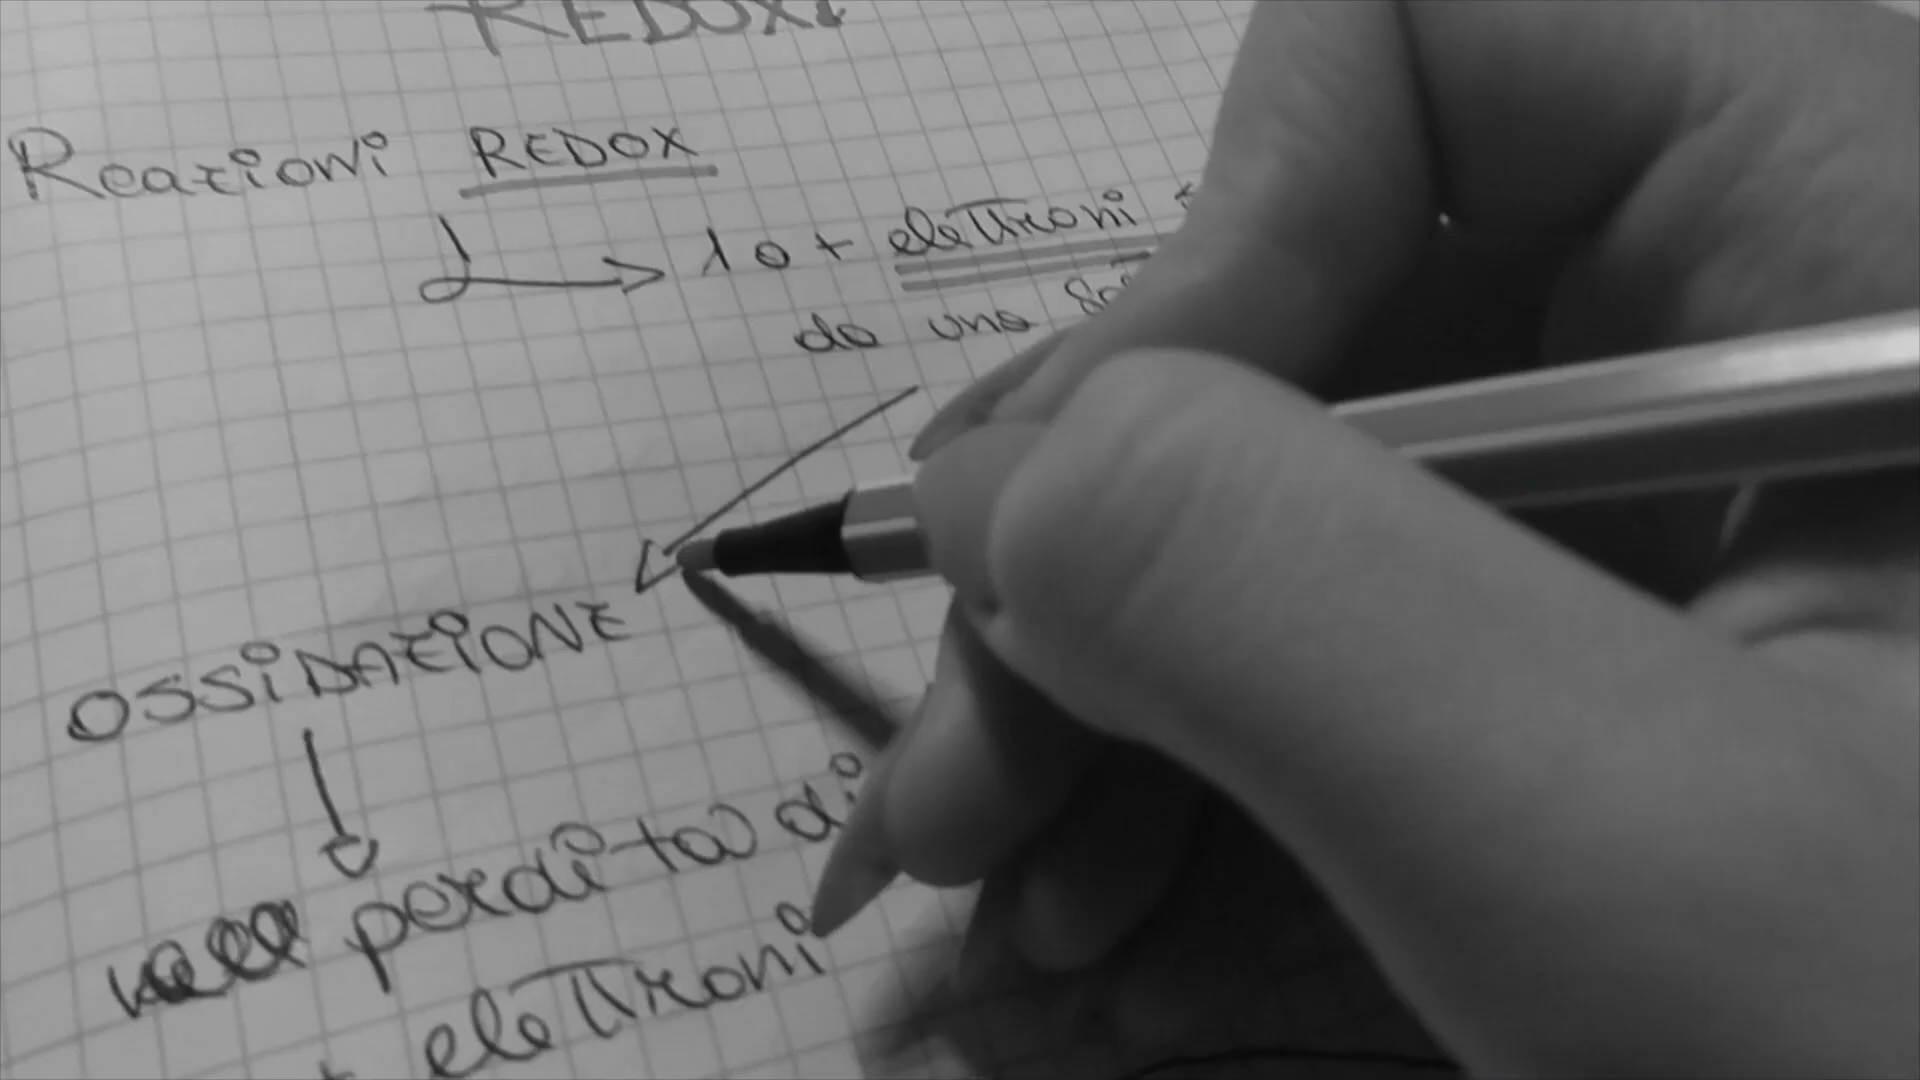 REDOX
Reazioni REDOX
1 o + elettroni
da una
OSSIDAZIONE
perdita di
elettroni